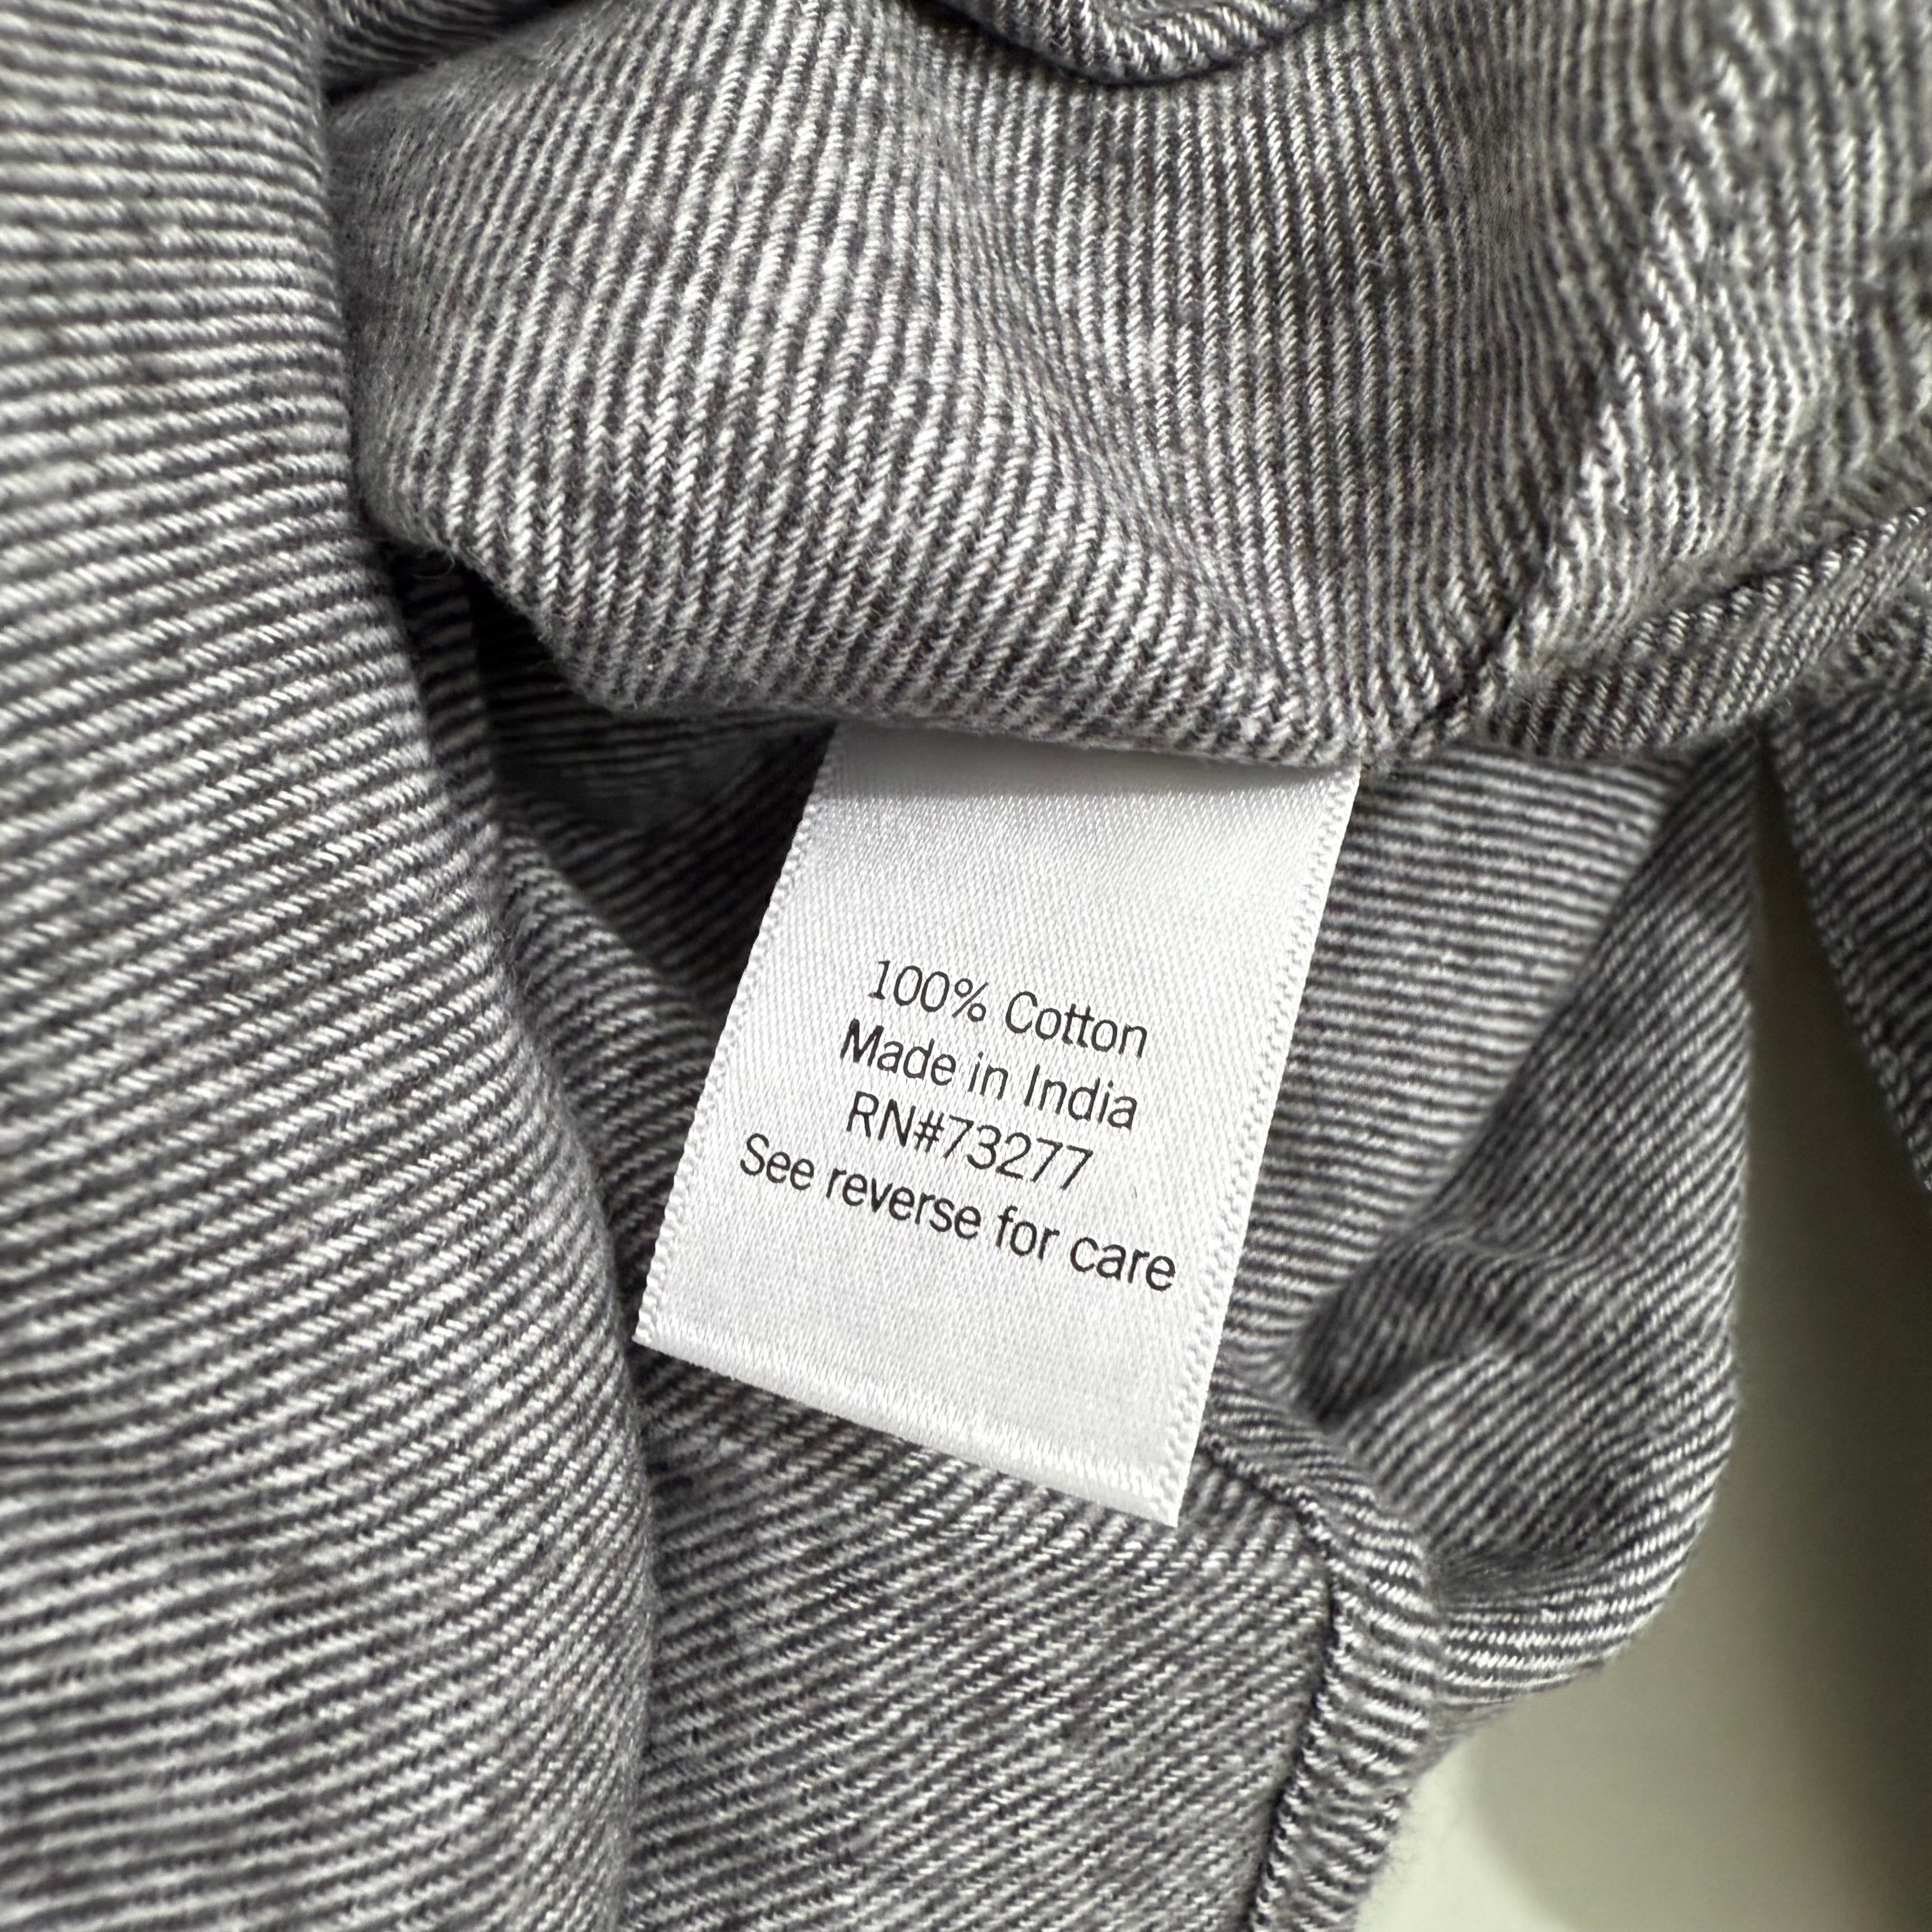 100% Cotton
Made in India
RN#73277
See reverse for care